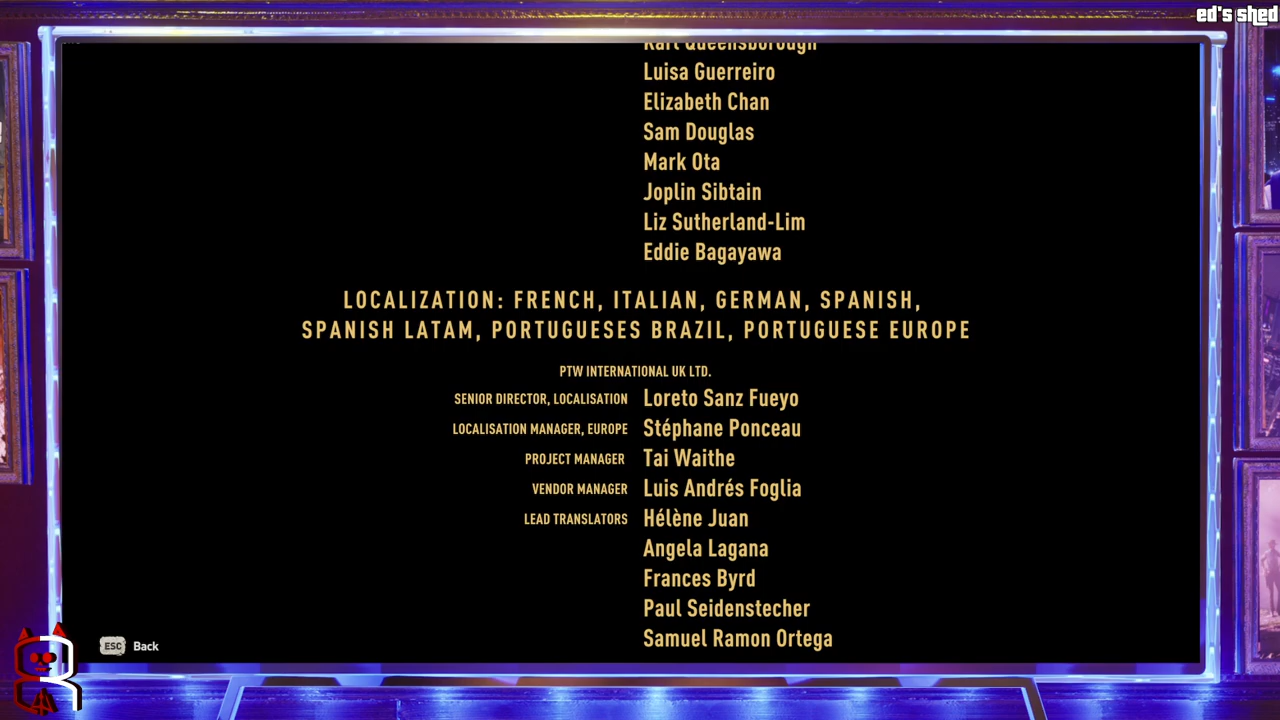 ed's shed
Karl Queensborough
Luisa Guerreiro
Elizabeth Chan
Sam Douglas
Mark Ota
Joplin Sibtain
Liz Sutherland-Lim
Eddie Bagayawa
LOCALIZATION: FRENCH, ITALIAN, GERMAN, SPANISH,
SPANISH LATAM, PORTUGUESES BRAZIL, PORTUGUESE EUROPE
PTW INTERNATIONAL UK LTD.
SENIOR DIRECTOR, LOCALISATION Loreto Sanz Fueyo
LOCALISATION MANAGER, EUROPE Stéphane Ponceau
PROJECT MANAGER Tai Waithe
VENDOR MANAGER Luis Andrés Foglia
LEAD TRANSLATORS Hélène Juan
Angela Lagana
Frances Byrd
Paul Seidenstecher
Samuel Ramon Ortega
ESC Back